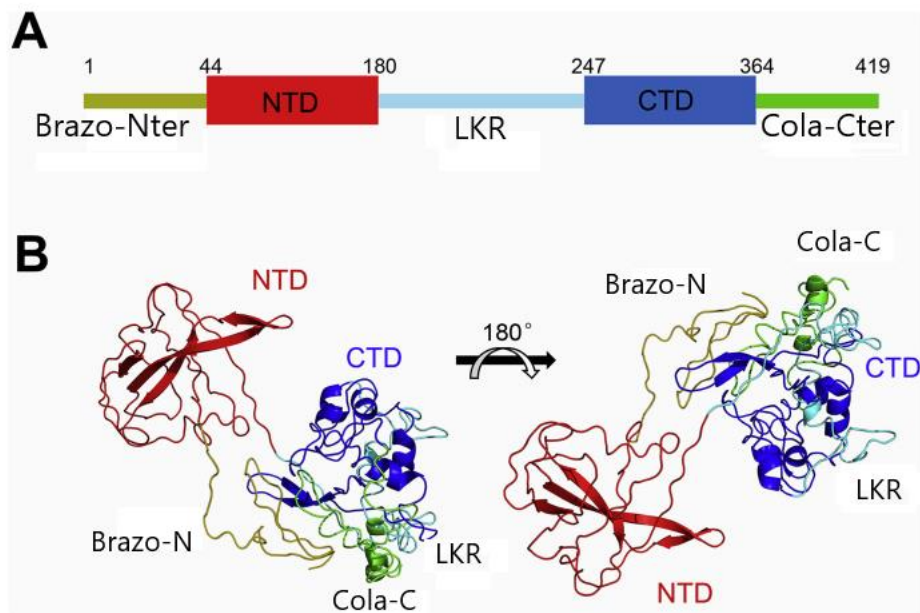 A
1 44 180 247 364 419
NTD CTD
Brazo-Nter LKR Cola-Cter
B
NTD
CTD
Brazo-N
LKR
Cola-C
180°
Cola-C
Brazo-N
CTD
LKR
NTD